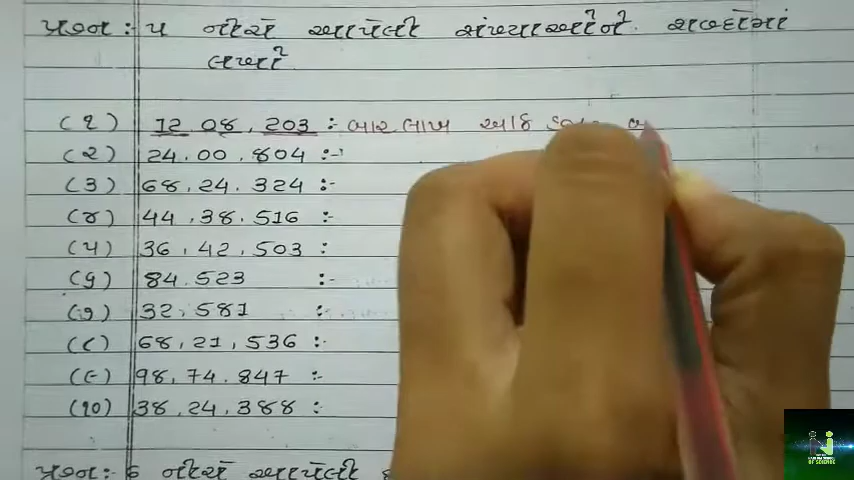 પ્રશ્ન :- ૫ નીચે આપેલી સંખ્યાઓને શબ્દોમાં
લખો
(૧) 12,08,203 :- બાર લાખ આઠ
(૨) 24,00,804 :-
(૩) 68,24,324 :-
(૪) 44,38,516 :-
(૫) 36,42,503 :
(૬) 84,523 :-
(૭) 32,581 :-
(૮) 68,21,536 :-
(૯) 98,74,847 :-
(૧૦) 38,24,388 :
પ્રશ્ન :- 6 નીચે આપેલી